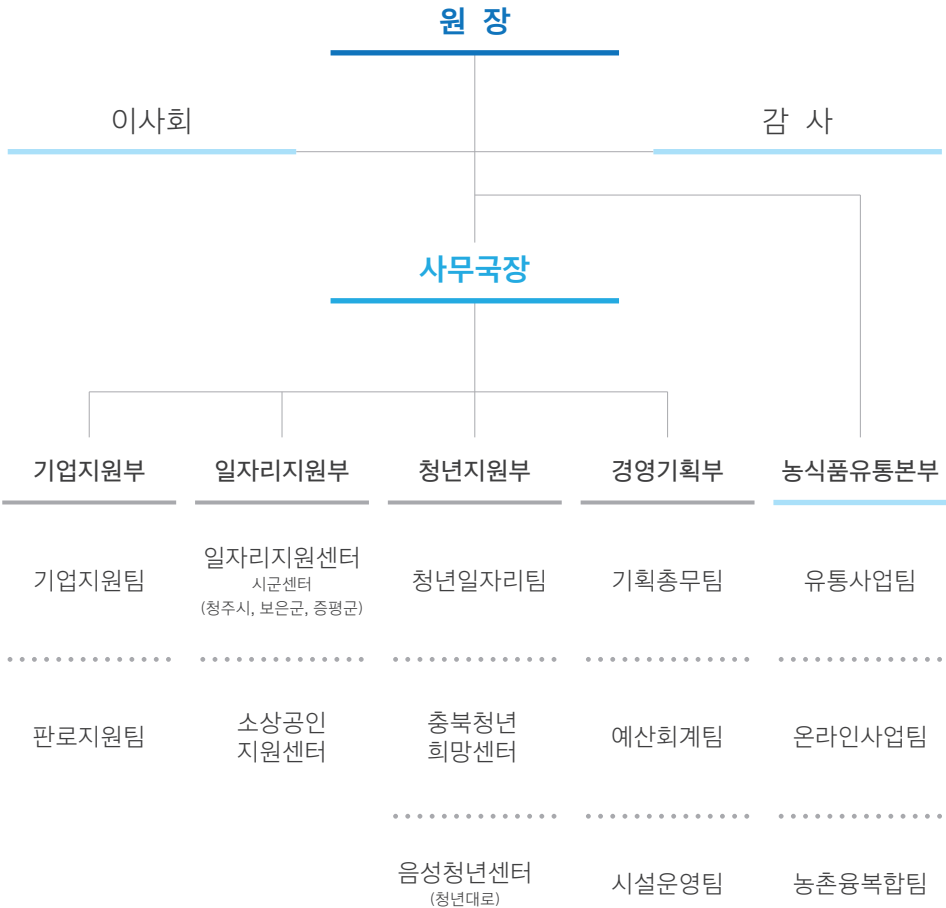 원 장
이사회
감 사
사무국장
기업지원부
일자리지원부
청년지원부
경영기획부
농식품유통본부
기업지원팀
일자리지원센터
시군센터
(청주시, 보은군, 증평군)
청년일자리팀
기획총무팀
유통사업팀
판로지원팀
소상공인
지원센터
충북청년
희망센터
예산회계팀
온라인사업팀
음성청년센터
(청년대로)
시설운영팀
농촌융복합팀